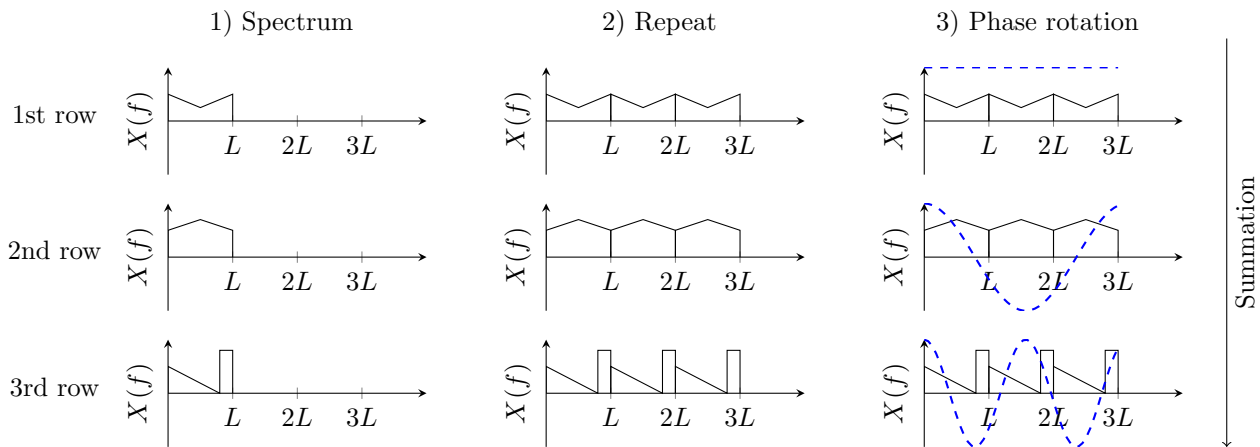 1) Spectrum 2) Repeat 3) Phase rotation
1st row X(f) L 2L 3L X(f) L 2L 3L X(f) L 2L 3L
2nd row X(f) L 2L 3L X(f) L 2L 3L X(f) L 2L 3L
3rd row X(f) L 2L 3L X(f) L 2L 3L X(f) L 2L 3L
Summation